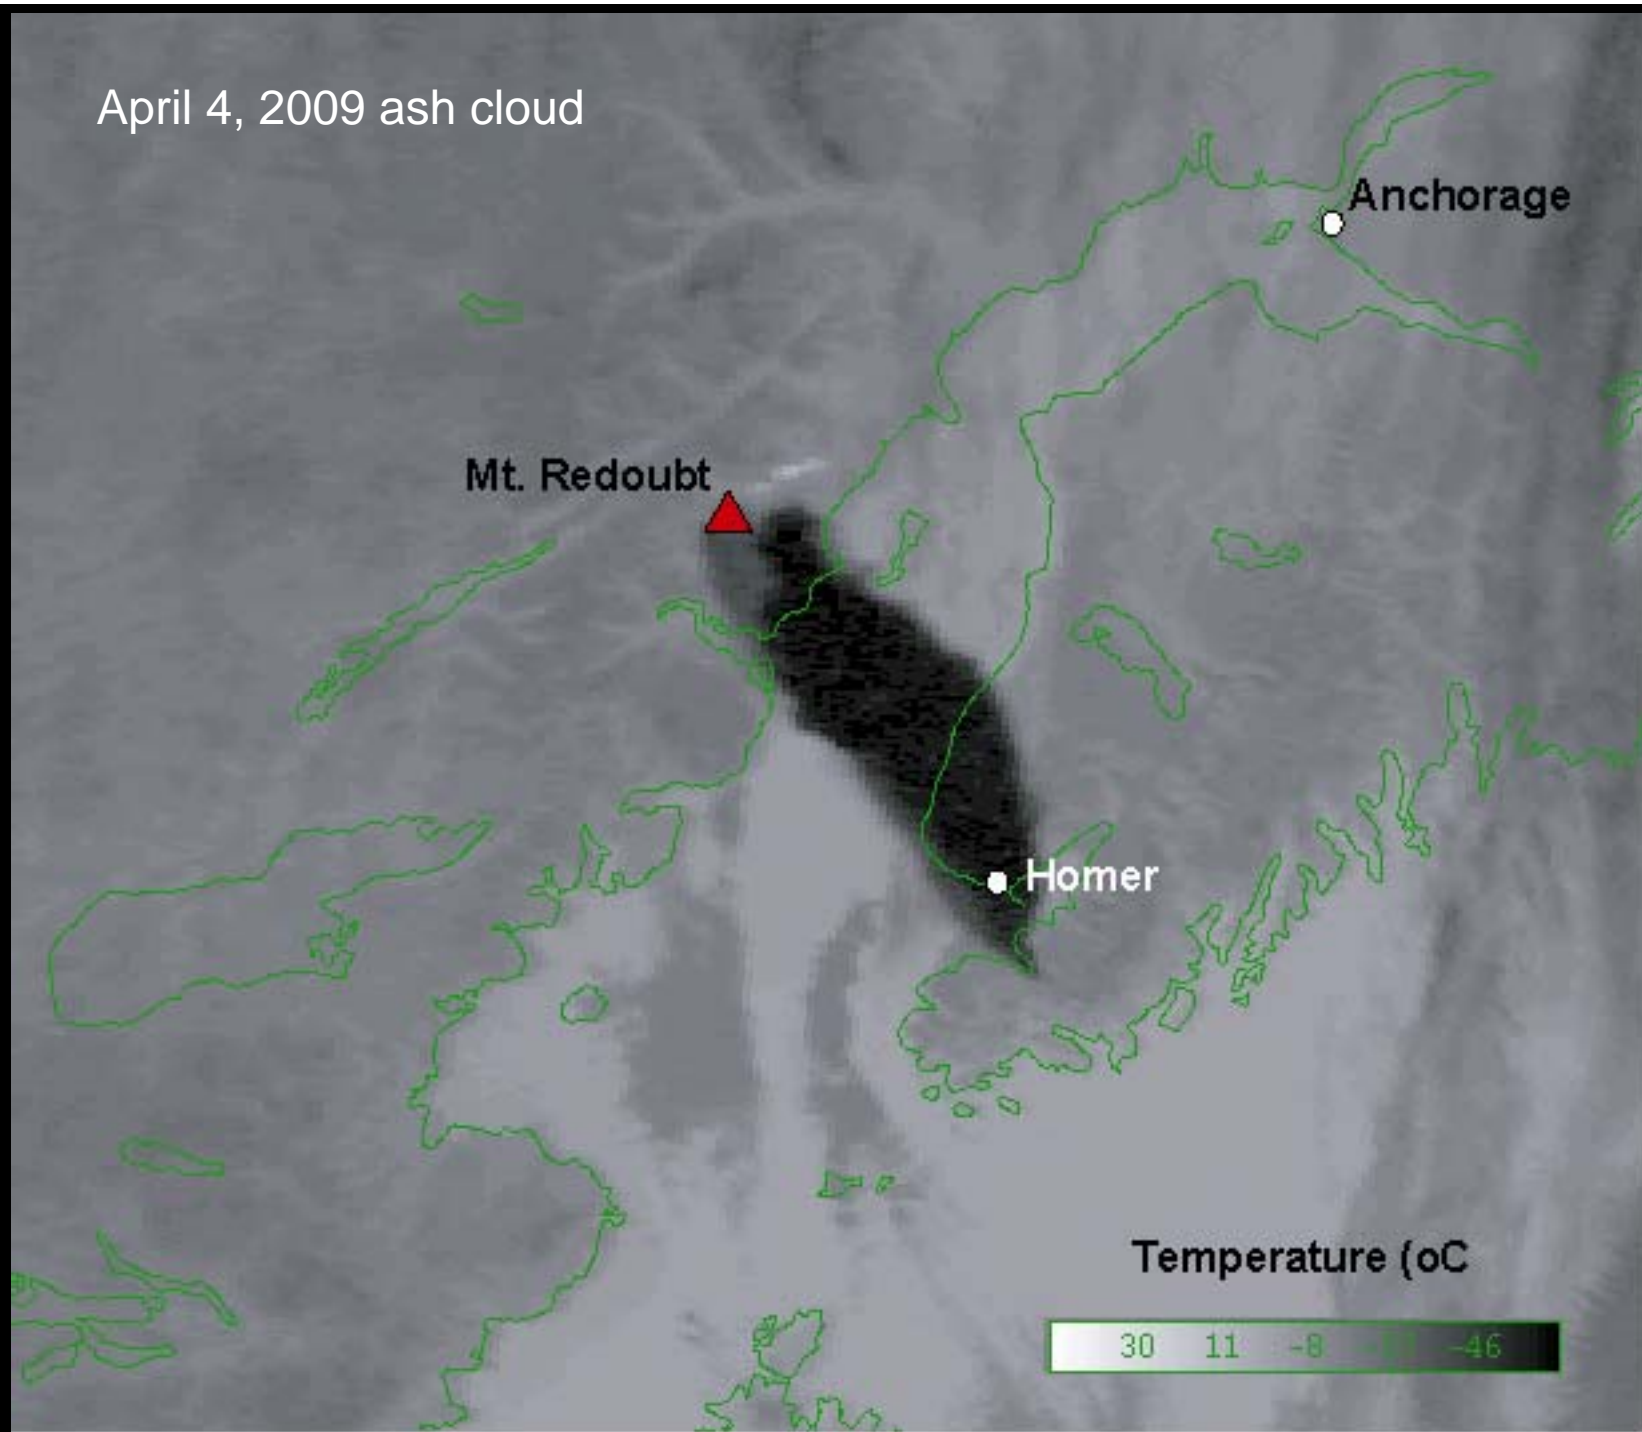 April 4, 2009 ash cloud
Anchorage
Mt. Redoubt
Homer
Temperature (oC
30 11 -8 -46